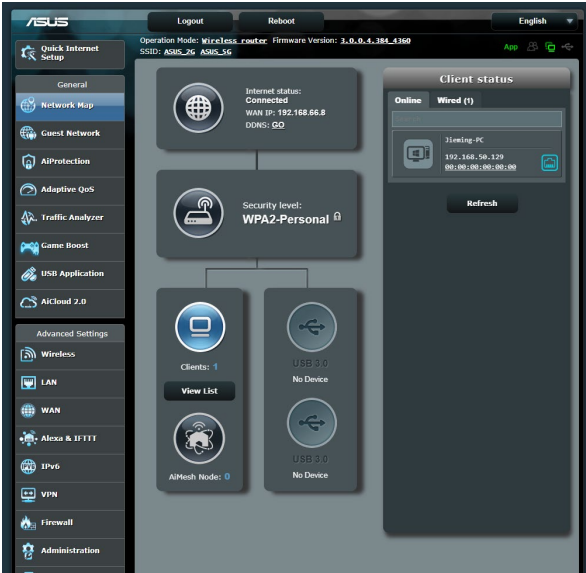 ASUS
Logout
Reboot
English
Quick Internet
Setup
Operation Mode: Wireless router Firmware Version: 3.0.0.4.384_4360
SSID: ASUS_2G ASUS_5G
App
General
Network Map
Guest Network
AiProtection
Adaptive QoS
Traffic Analyzer
Game Boost
USB Application
AiCloud 2.0
Advanced Settings
Wireless
LAN
WAN
Alexa & IFTTT
IPv6
VPN
Firewall
Administration
Internet status:
Connected
WAN IP: 192.168.66.8
DDNS: GO
Security level:
WPA2-Personal
Clients: 1
View List
AiMesh Node: 0
USB 3.0
No Device
USB 3.0
No Device
Client status
Online
Wired (1)
Jieming-PC
192.168.50.129
00:00:00:00:00:00
Refresh